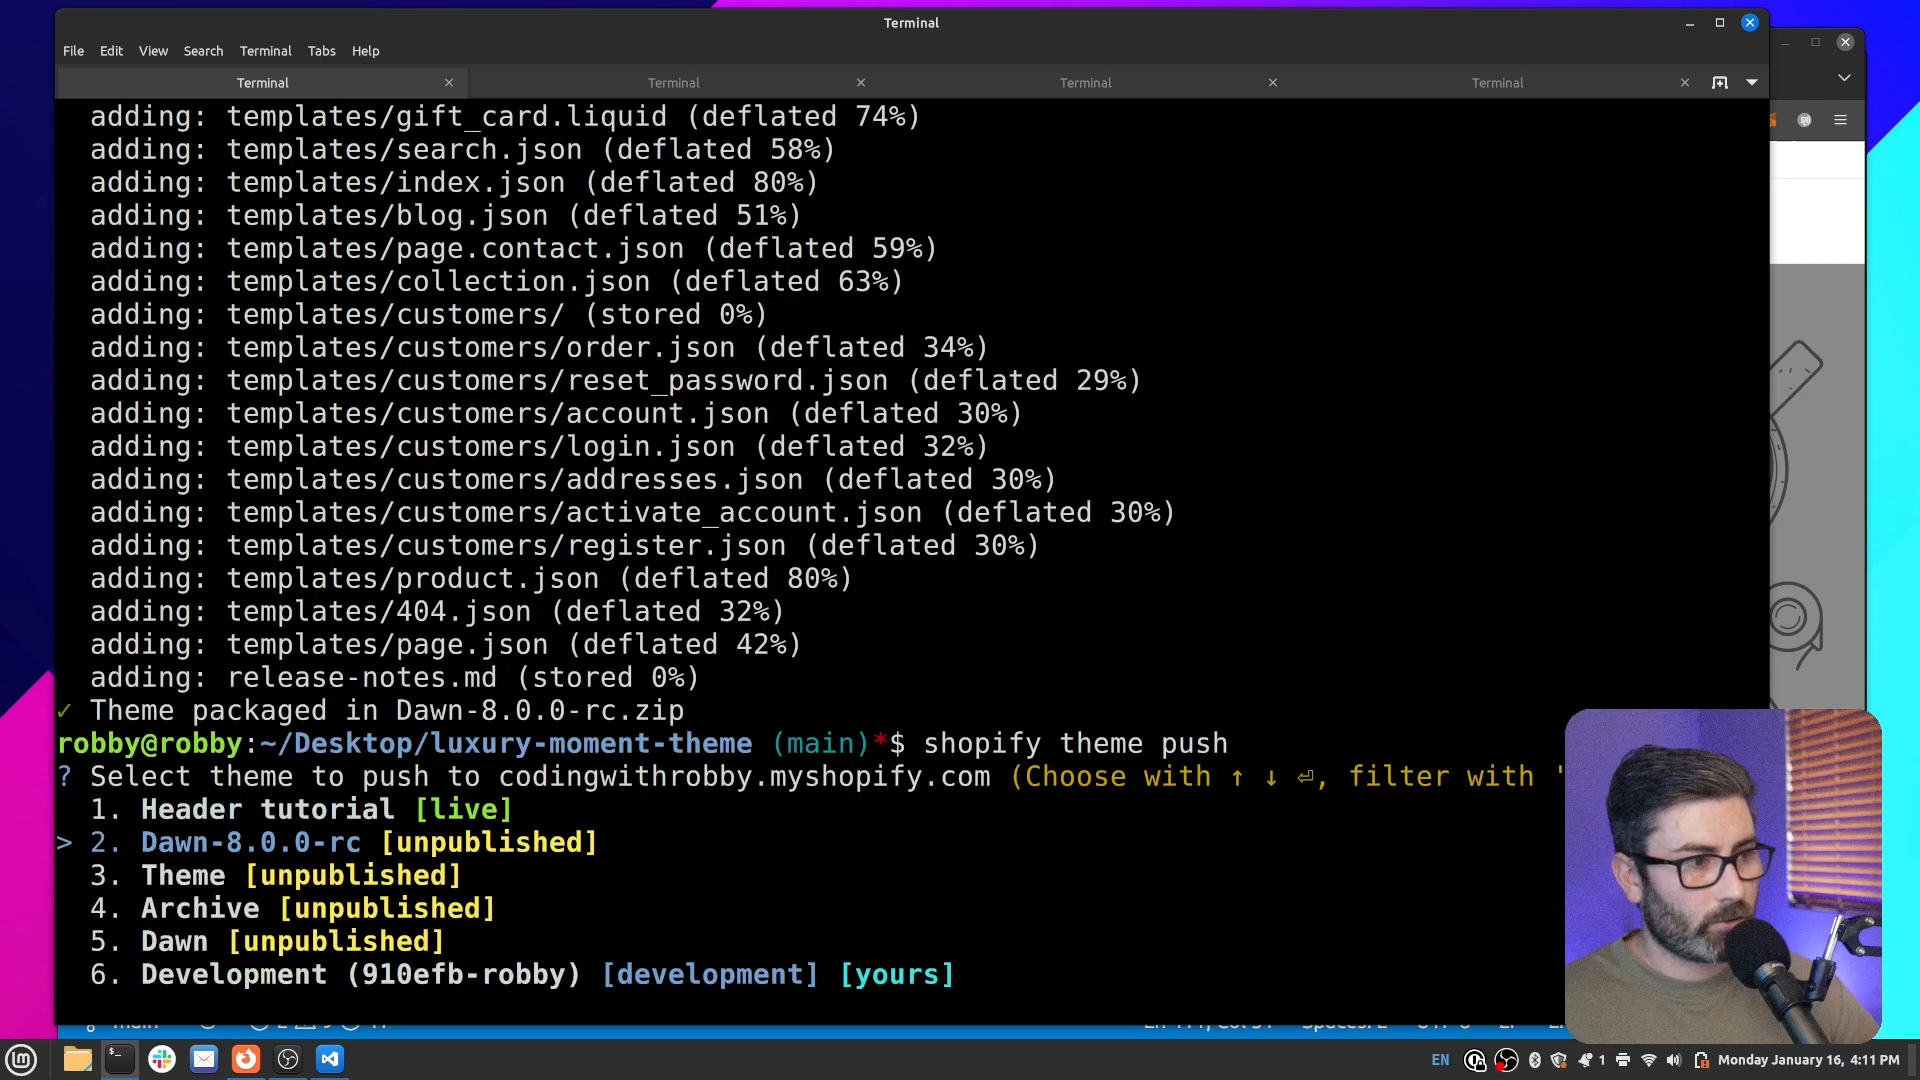 Terminal
File Edit View Search Terminal Tabs Help
Terminal Terminal Terminal Terminal
adding: templates/gift_card.liquid (deflated 74%)
adding: templates/search.json (deflated 58%)
adding: templates/index.json (deflated 80%)
adding: templates/blog.json (deflated 51%)
adding: templates/page.contact.json (deflated 59%)
adding: templates/collection.json (deflated 63%)
adding: templates/customers/ (stored 0%)
adding: templates/customers/order.json (deflated 34%)
adding: templates/customers/reset_password.json (deflated 29%)
adding: templates/customers/account.json (deflated 30%)
adding: templates/customers/login.json (deflated 32%)
adding: templates/customers/addresses.json (deflated 30%)
adding: templates/customers/activate_account.json (deflated 30%)
adding: templates/customers/register.json (deflated 30%)
adding: templates/product.json (deflated 80%)
adding: templates/404.json (deflated 32%)
adding: templates/page.json (deflated 42%)
adding: release-notes.md (stored 0%)
✓ Theme packaged in Dawn-8.0.0-rc.zip
robby@robby:~/Desktop/luxury-moment-theme (main)*$ shopify theme push
? Select theme to push to codingwithrobby.myshopify.com (Choose with ↑ ↓ ⏎, filter with '
1. Header tutorial [live]
> 2. Dawn-8.0.0-rc [unpublished]
3. Theme [unpublished]
4. Archive [unpublished]
5. Dawn [unpublished]
6. Development (910efb-robby) [development] [yours]
EN 1 Monday January 16, 4:11 PM